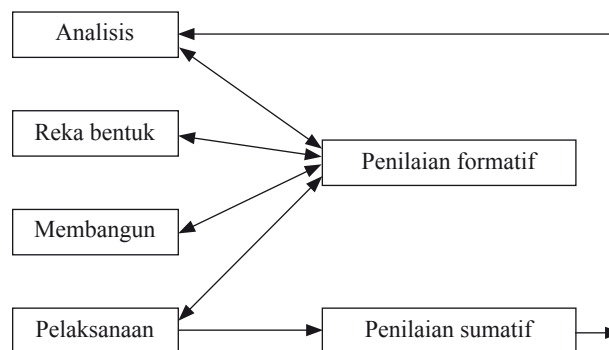 Analisis
Reka bentuk
Penilaian formatif
Membangun
Pelaksanaan
Penilaian sumatif